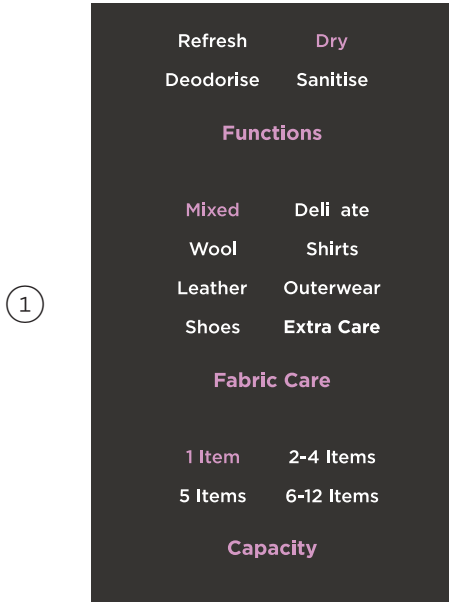 Refresh Dry
Deodorise Sanitise
Functions
Mixed Deli ate
Wool Shirts
1
Leather Outerwear
Shoes Extra Care
Fabric Care
1 Item 2-4 Items
5 Items 6-12 Items
Capacity